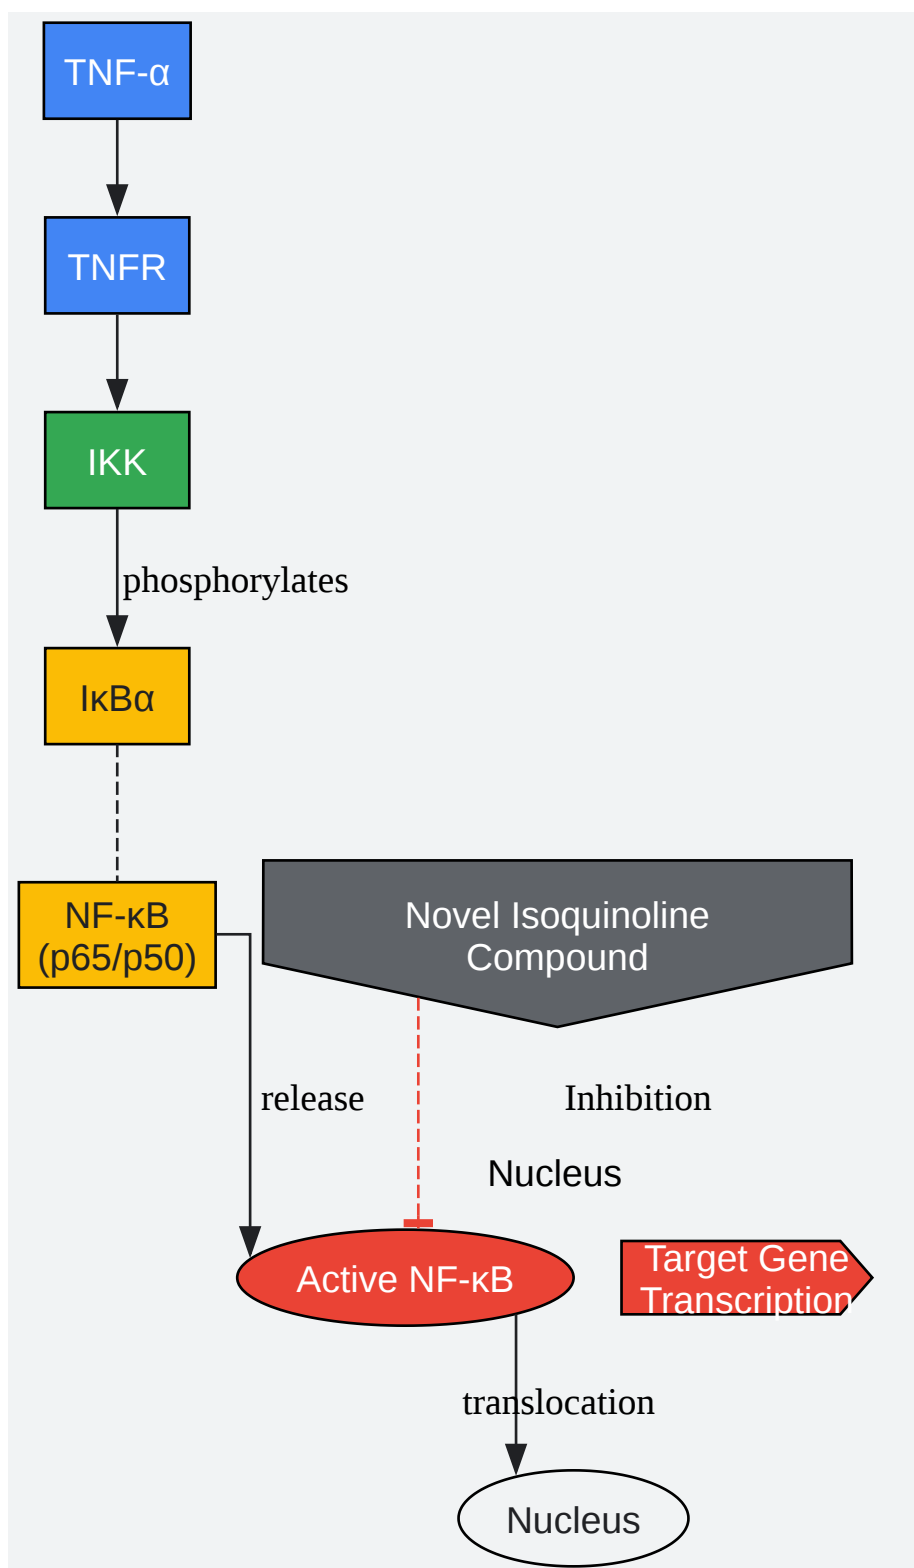 TNF-α
TNFR
IKK
phosphorylates
IκBα
NF-κB
(p65/p50)
Novel Isoquinoline
Compound
release
Inhibition
Nucleus
Active NF-κB
Target Gene
Transcription
translocation
Nucleus